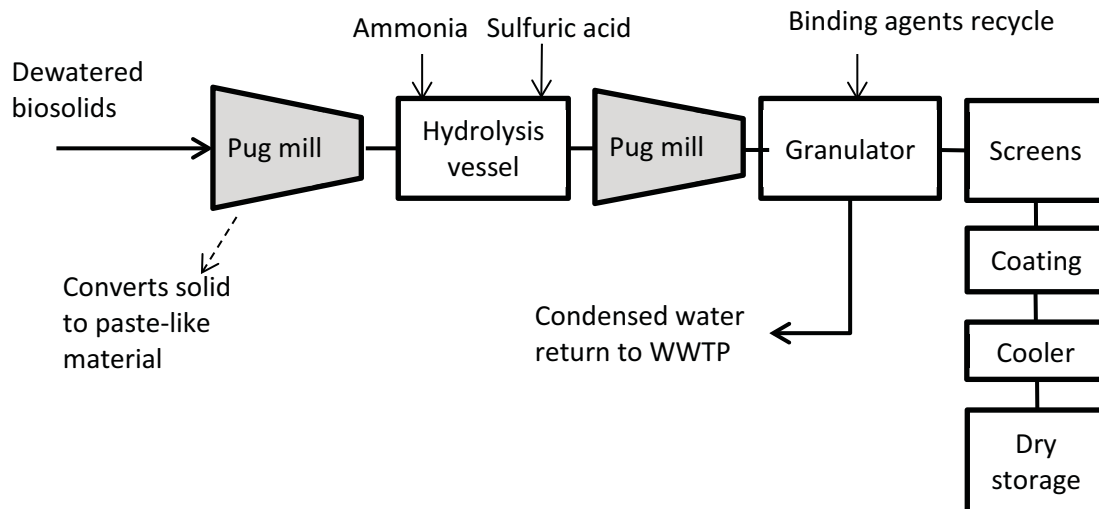 Ammonia
Sulfuric acid
Binding agents recycle
Dewatered
biosolids
Pug mill
Hydrolysis
vessel
Pug mill
Granulator
Screens
Converts solid
to paste-like
material
Condensed water
return to WWTP
Coating
Cooler
Dry
storage